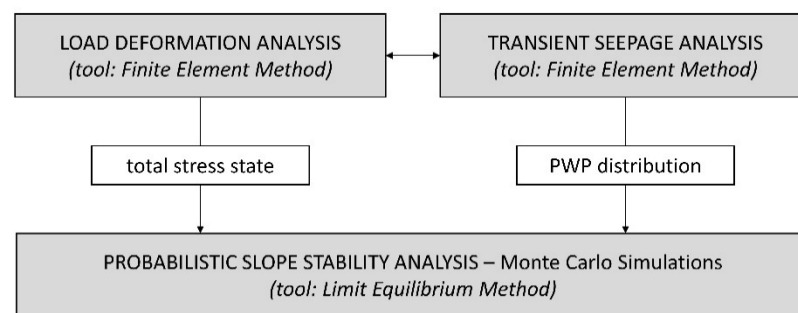 LOAD DEFORMATION ANALYSIS
(tool: Finite Element Method)
TRANSIENT SEEPAGE ANALYSIS
(tool: Finite Element Method)
total stress state
PWP distribution
PROBABILISTIC SLOPE STABILITY ANALYSIS – Monte Carlo Simulations
(tool: Limit Equilibrium Method)